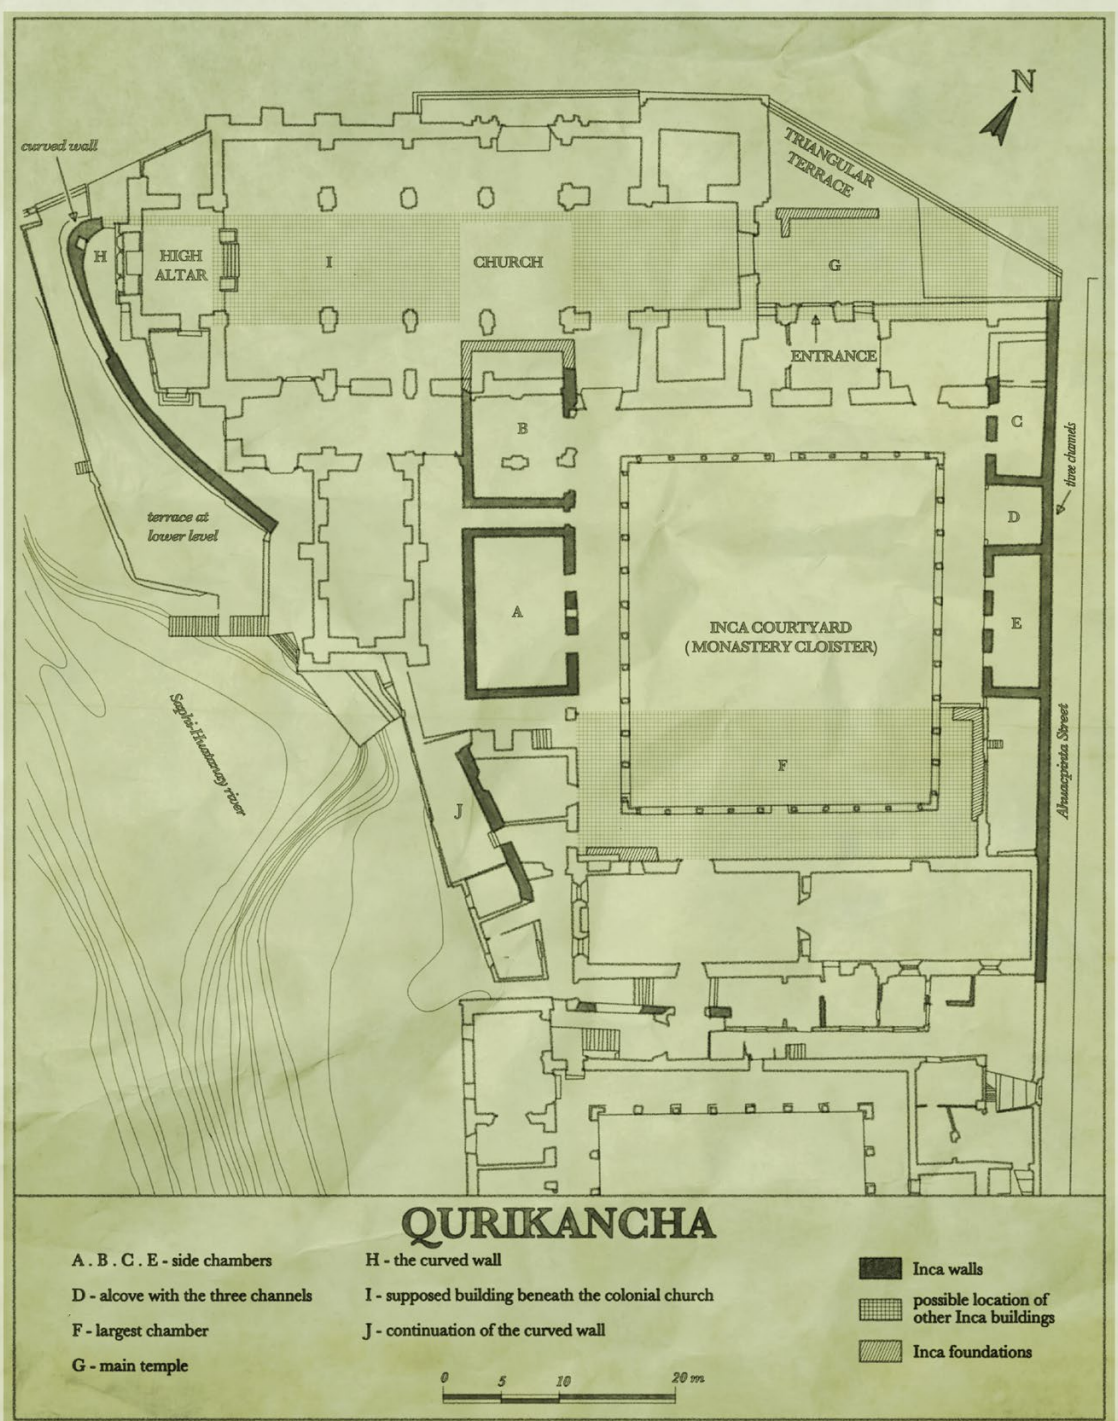 N
curved wall
TRIANGULAR
TERRACE
H
HIGH
ALTAR
I
CHURCH
G
ENTRANCE
B
C
three channels
terrace at
lower level
D
A
E
INCA COURTYARD
( MONASTERY CLOISTER)
Saphi-Huatanay river
F
Ahuacpinta Street
J
QURIKANCHA
A . B . C . E - side chambers
D - alcove with the three channels
F - largest chamber
G - main temple
H - the curved wall
I - supposed building beneath the colonial church
J - continuation of the curved wall
Inca walls
possible location of
other Inca buildings
Inca foundations
0 5 10 20 m